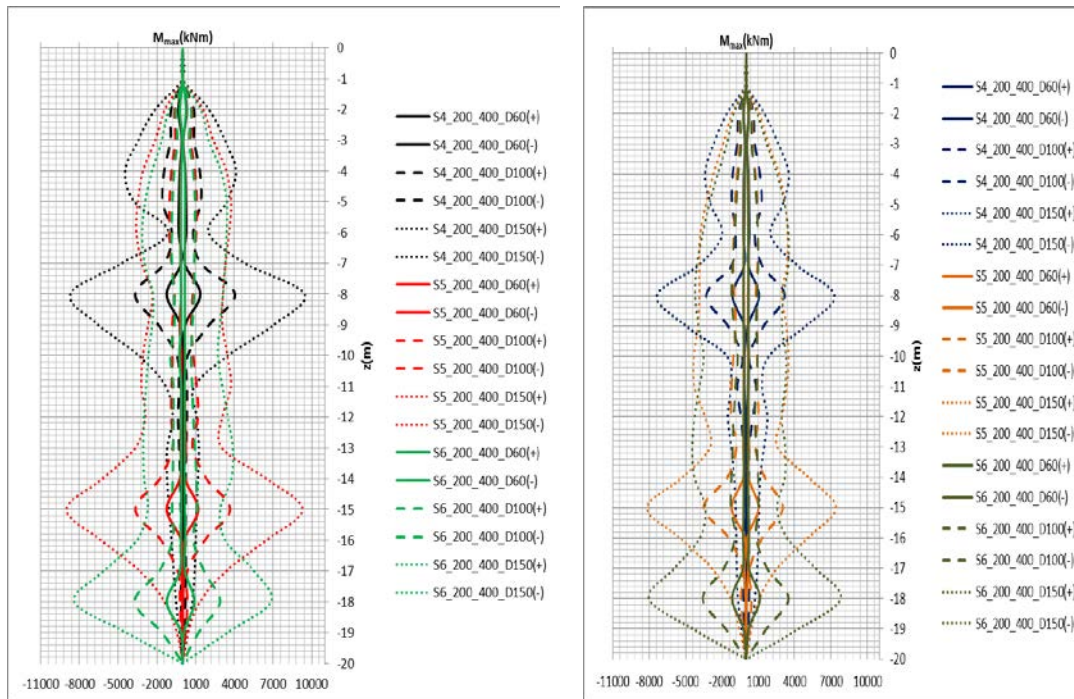 M_max(kNm)
0
-1
-2
-3
-4
-5
-6
-7
-8
-9
-10
-11
-12
-13
-14
-15
-16
-17
-18
-19
-20
z(m)
-11000 -8000 -5000 -2000 1000 4000 7000 10000
S4_200_400_D60(+)
S4_200_400_D60(-)
S4_200_400_D100(+)
S4_200_400_D100(-)
S4_200_400_D150(+)
S4_200_400_D150(-)
S5_200_400_D60(+)
S5_200_400_D60(-)
S5_200_400_D100(+)
S5_200_400_D100(-)
S5_200_400_D150(+)
S5_200_400_D150(-)
S6_200_400_D60(+)
S6_200_400_D60(-)
S6_200_400_D100(+)
S6_200_400_D100(-)
S6_200_400_D150(+)
S6_200_400_D150(-)
M_max(kNm)
0
-1
-2
-3
-4
-5
-6
-7
-8
-9
-10
-11
-12
-13
-14
-15
-16
-17
-18
-19
-20
z(m)
-11000 -8000 -5000 -2000 1000 4000 7000 10000
S4_200_400_D60(+)
S4_200_400_D60(-)
S4_200_400_D100(+)
S4_200_400_D100(-)
S4_200_400_D150(+)
S4_200_400_D150(-)
S5_200_400_D60(+)
S5_200_400_D60(-)
S5_200_400_D100(+)
S5_200_400_D100(-)
S5_200_400_D150(+)
S5_200_400_D150(-)
S6_200_400_D60(+)
S6_200_400_D60(-)
S6_200_400_D100(+)
S6_200_400_D100(-)
S6_200_400_D150(+)
S6_200_400_D150(-)